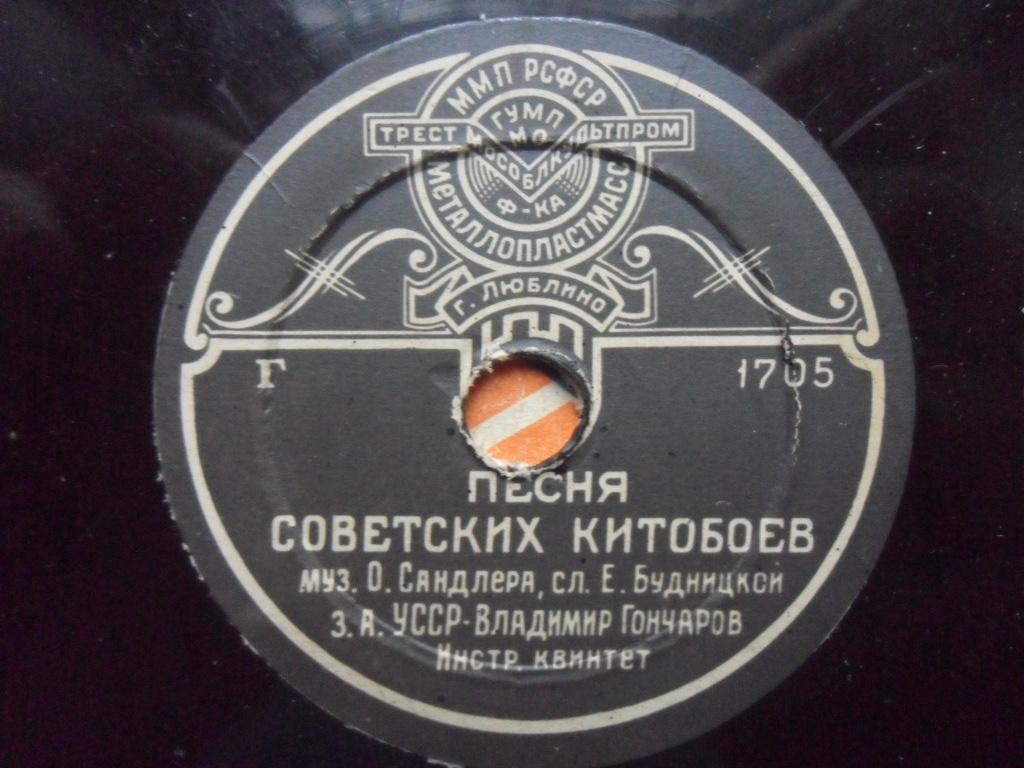 ММП РСФСР
ГУМП
ТРЕСТ
ЛЬТПРОМ
МОСОБЛ
Ф-КА
МЕТАЛЛОПЛАСТМАСС
Г. ЛЮБЛИНО
Г 1705
ПЕСНЯ
СОВЕТСКИХ КИТОБОЕВ
муз. О. Сандлера, сл. Е. Будницкой
З. А. УССР-Владимир Гончаров
Инстр. квинтет